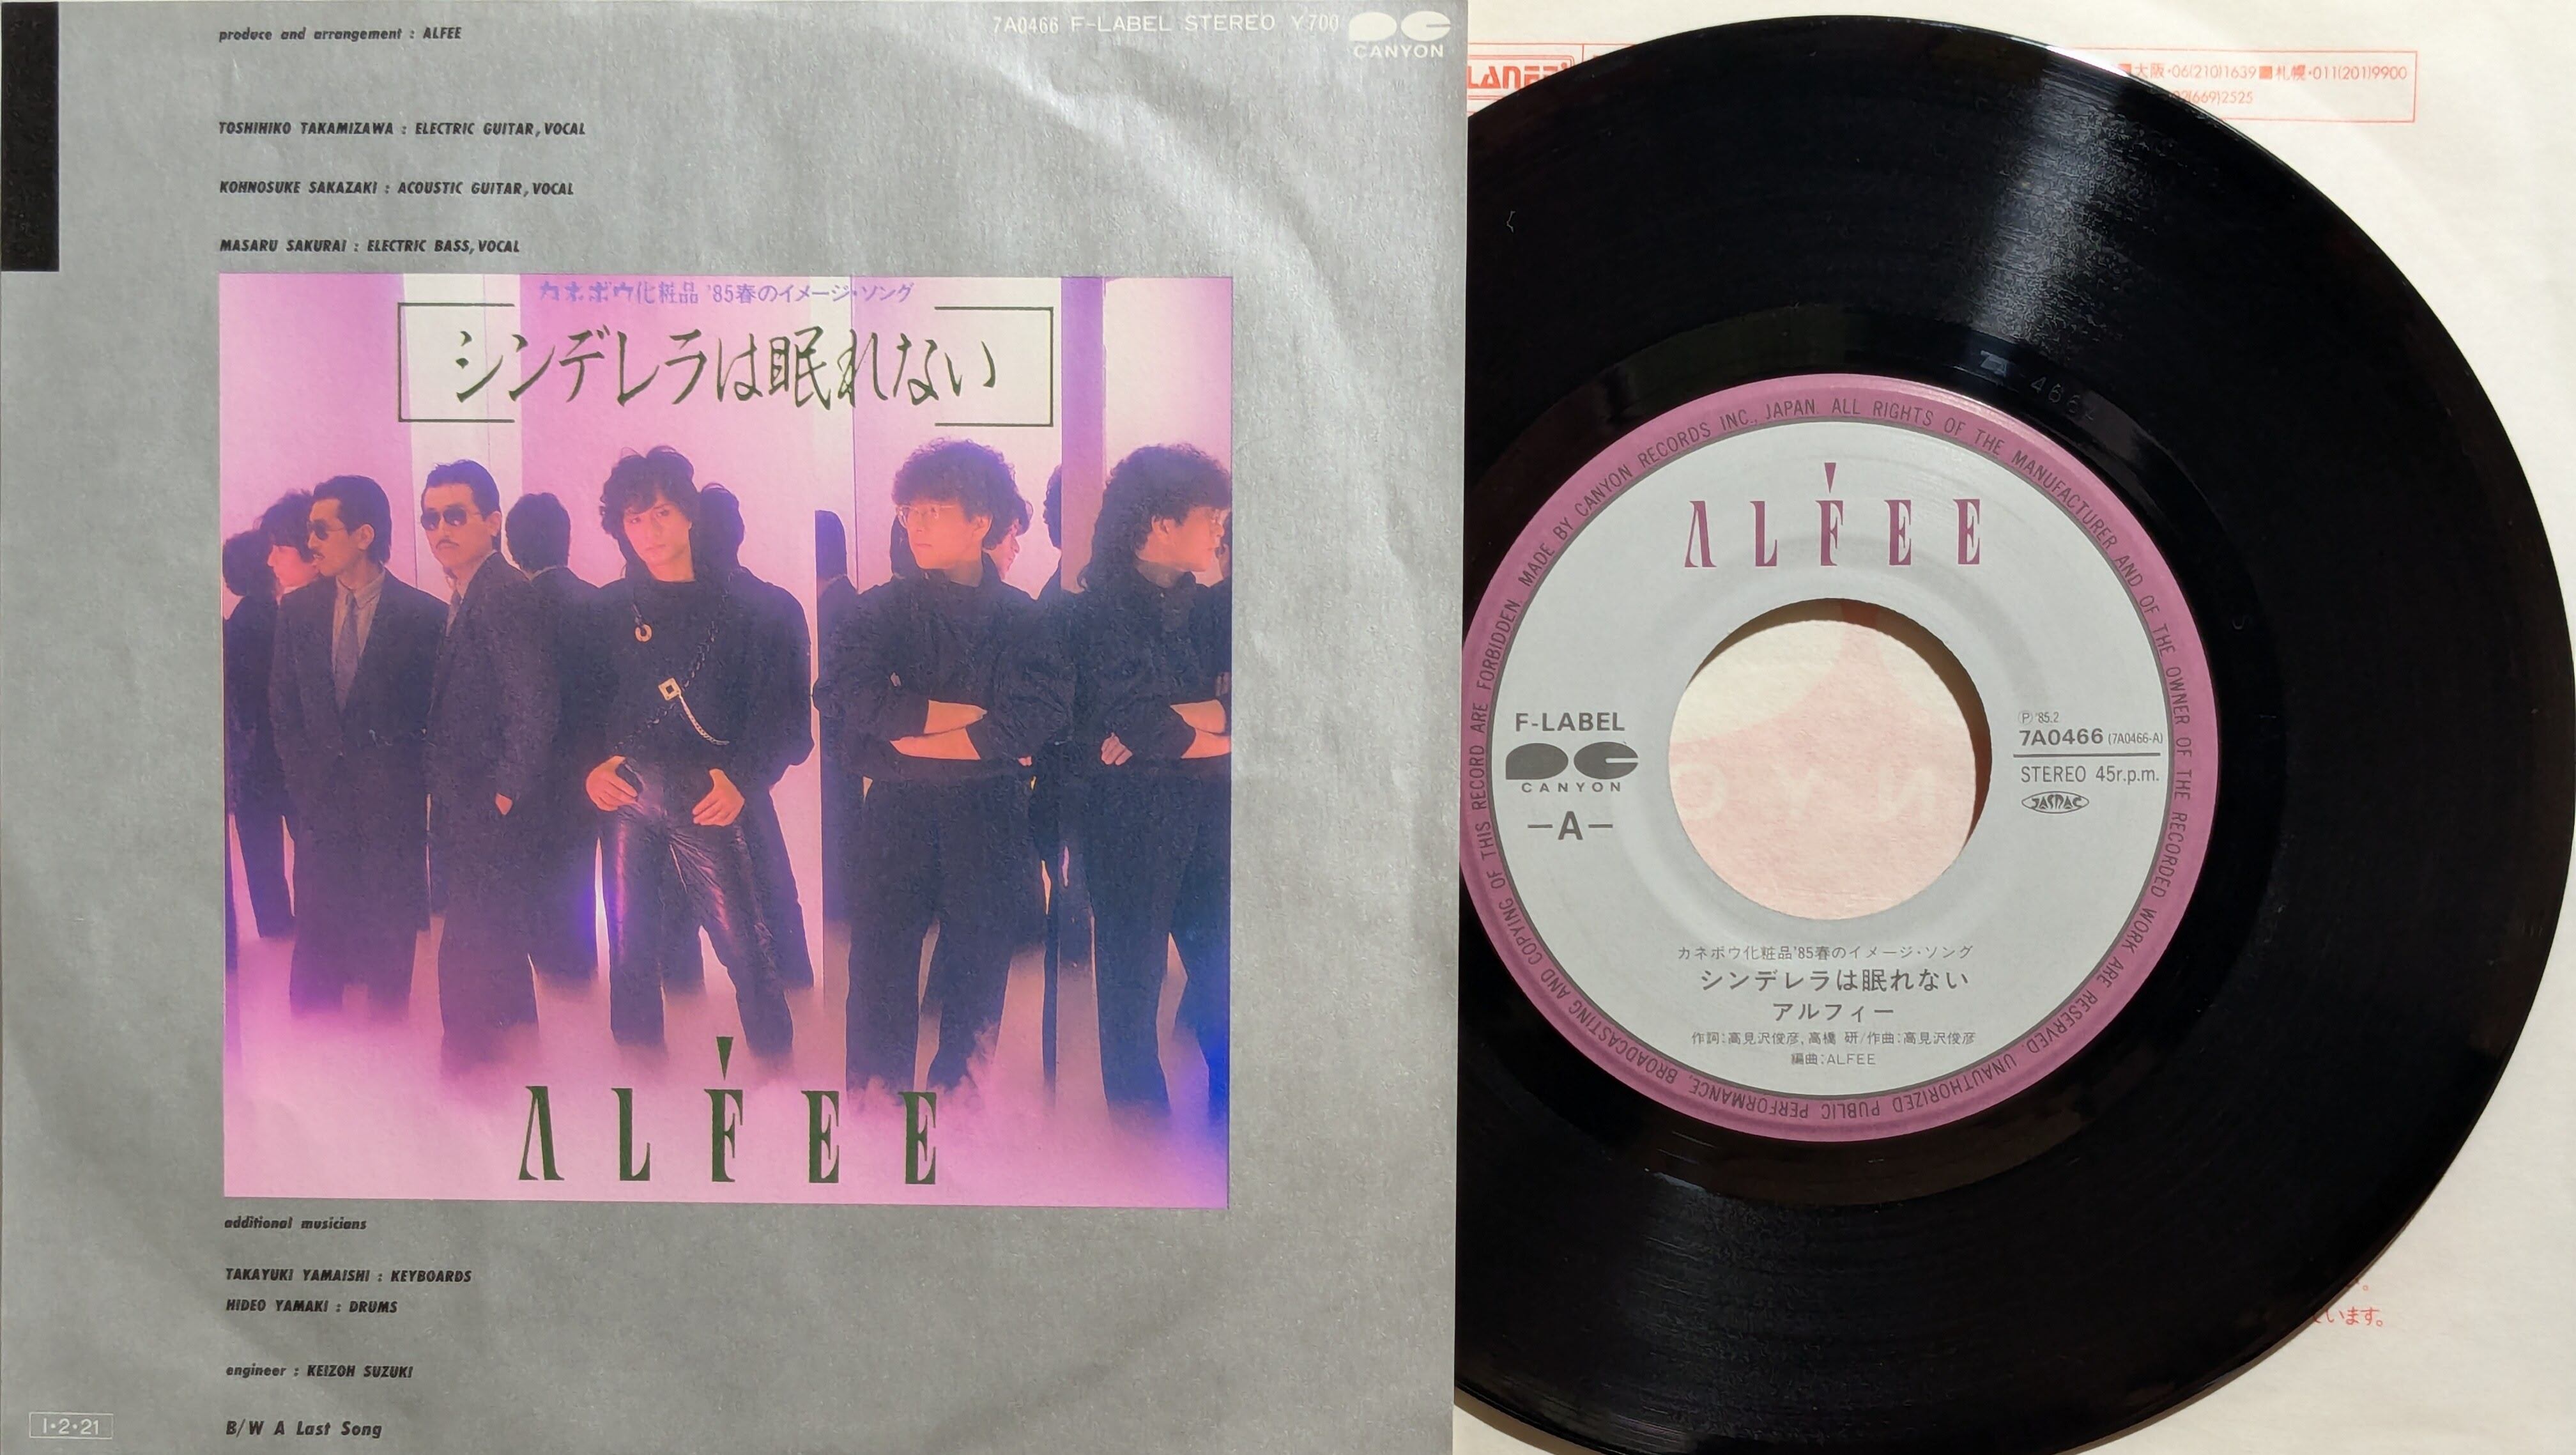 produce and arrangement : ALFEE
7A0466 F-LABEL STEREO ¥700
CANYON
TOSHIHIKO TAKAMIZAWA : ELECTRIC GUITAR, VOCAL
KOHNOSUKE SAKAZAKI : ACOUSTIC GUITAR, VOCAL
MASARU SAKURAI : ELECTRIC BASS, VOCAL
カネボウ化粧品 '85春のイメージ・ソング
シンデレラは眠れない
ALFEE
additional musicians
TAKAYUKI YAMAISHI : KEYBOARDS
HIDEO YAMAKI : DRUMS
engineer : KEIZOH SUZUKI
B/W A Last Song
1・2・21
■大阪・06(210)1639■札幌・011(201)9900
(669)2525
7A 466
MADE BY CANYON RECORDS INC., JAPAN. ALL RIGHTS OF THE MANUFACTURER AND OF THE OWNER OF THE RECORDED WORK ARE RESERVED. UNAUTHORIZED PUBLIC PERFORMANCE, BROADCASTING AND COPYING OF THIS RECORD ARE FORBIDDEN.
ALFEE
F-LABEL
CANYON
-A-
Ⓟ'85.2
7A0466 (7A0466-A)
STEREO 45r.p.m.
JASRAC
カネボウ化粧品'85春のイメージ・ソング
シンデレラは眠れない
アルフィー
作詞:高見沢俊彦,高橋 研/作曲:高見沢俊彦
編曲:ALFEE
います。